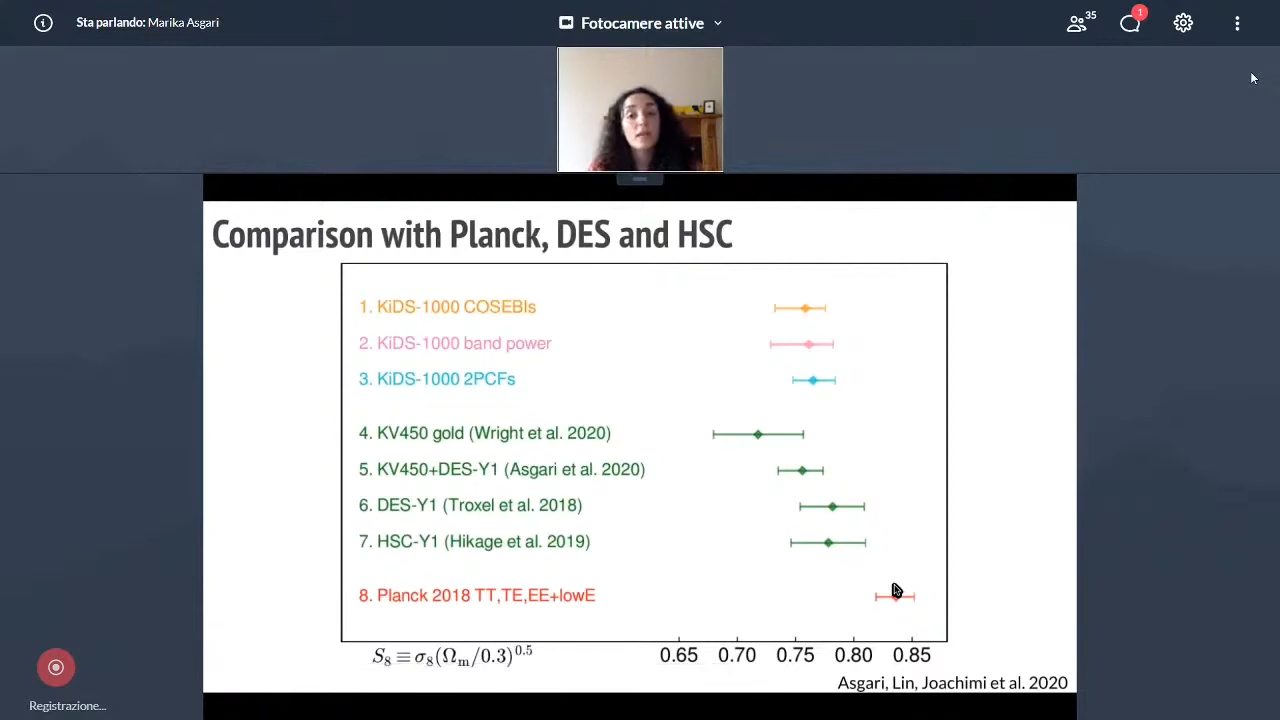 Sta parlando: Marika Asgari
Fotocamere attive
35
1
Comparison with Planck, DES and HSC
1. KiDS-1000 COSEBIs
2. KiDS-1000 band power
3. KiDS-1000 2PCFs
4. KV450 gold (Wright et al. 2020)
5. KV450+DES-Y1 (Asgari et al. 2020)
6. DES-Y1 (Troxel et al. 2018)
7. HSC-Y1 (Hikage et al. 2019)
8. Planck 2018 TT,TE,EE+lowE
S₈ ≡ σ₈(Ωₘ/0.3)^0.5
0.65 0.70 0.75 0.80 0.85
Asgari, Lin, Joachimi et al. 2020
Registrazione...